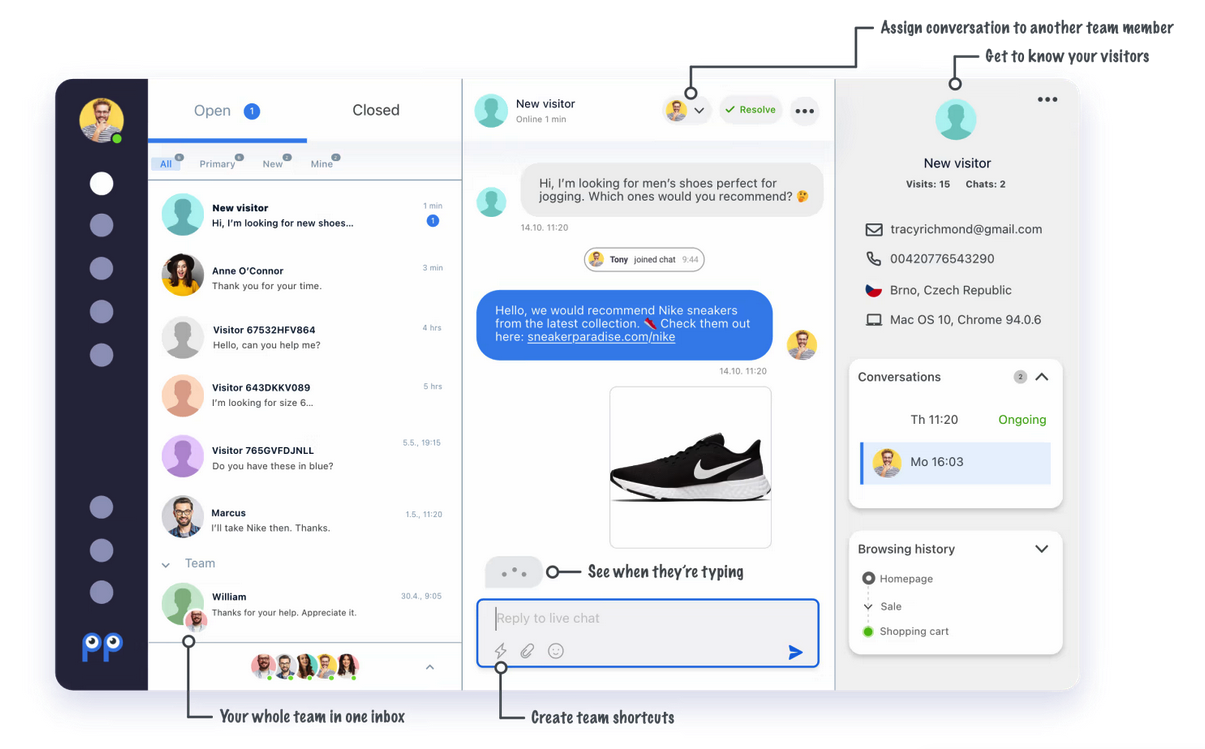 Assign conversation to another team member
Get to know your visitors
Open 1
Closed
All
Primary
New
Mine
New visitor
1 min
Hi, I'm looking for new shoes...
1
Anne O'Connor
3 min
Thank you for your time.
Visitor 67532HFV864
4 hrs
Hello, can you help me?
Visitor 643DKKV089
5 hrs
I'm looking for size 6...
Visitor 765GVFDJNLL
5.5., 19:15
Do you have these in blue?
Marcus
1.5., 11:20
I'll take Nike then. Thanks.
Team
William
30.4., 9:05
Thanks for your help. Appreciate it.
Your whole team in one inbox
New visitor
Online 1 min
Resolve
Hi, I'm looking for men's shoes perfect for
jogging. Which ones would you recommend? 🤔
14.10. 11:20
Tony joined chat 9:44
Hello, we would recommend Nike sneakers
from the latest collection. 👠 Check them out
here: sneakerparadise.com/nike
14.10. 11:20
See when they're typing
Reply to live chat
Create team shortcuts
New visitor
Visits: 15 Chats: 2
tracyrichmond@gmail.com
00420776543290
Brno, Czech Republic
Mac OS 10, Chrome 94.0.6
Conversations 2
Th 11:20 Ongoing
Mo 16:03
Browsing history
Homepage
Sale
Shopping cart